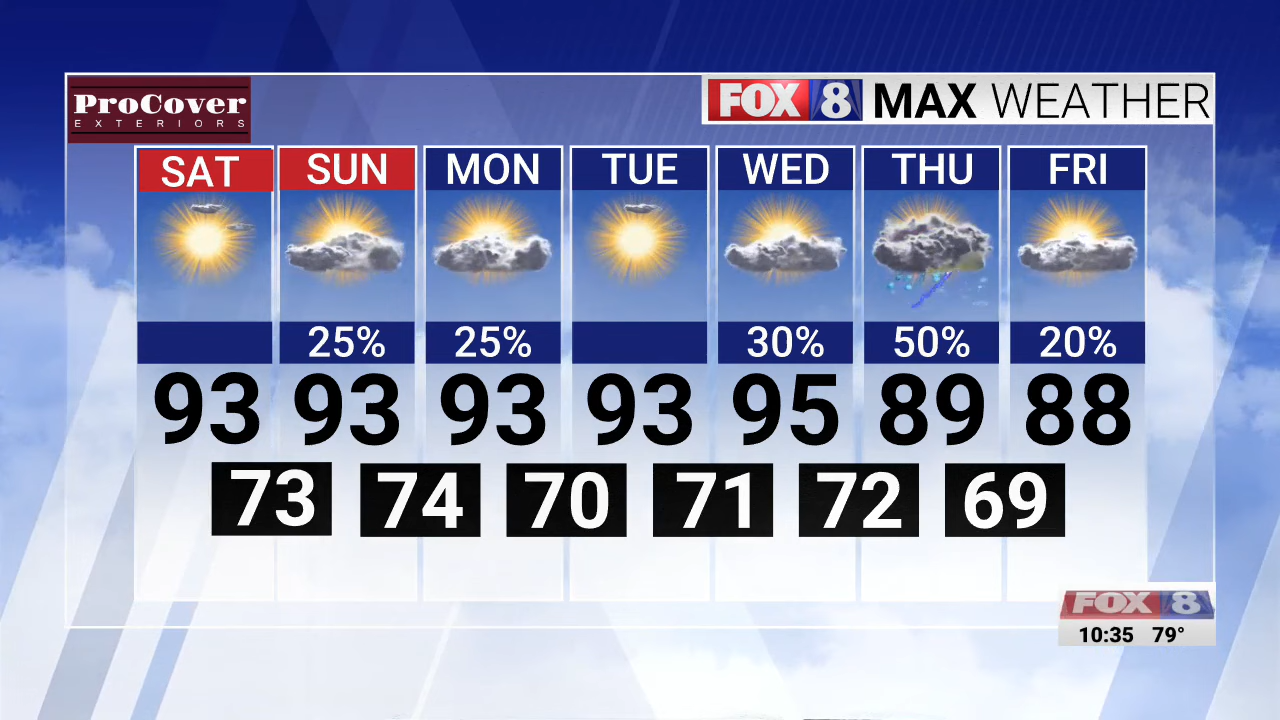 ProCover
EXTERIORS
FOX 8 MAX WEATHER
SAT SUN MON TUE WED THU FRI
25% 25% 30% 50% 20%
93 93 93 93 95 89 88
73 74 70 71 72 69
FOX 8
10:35 79°